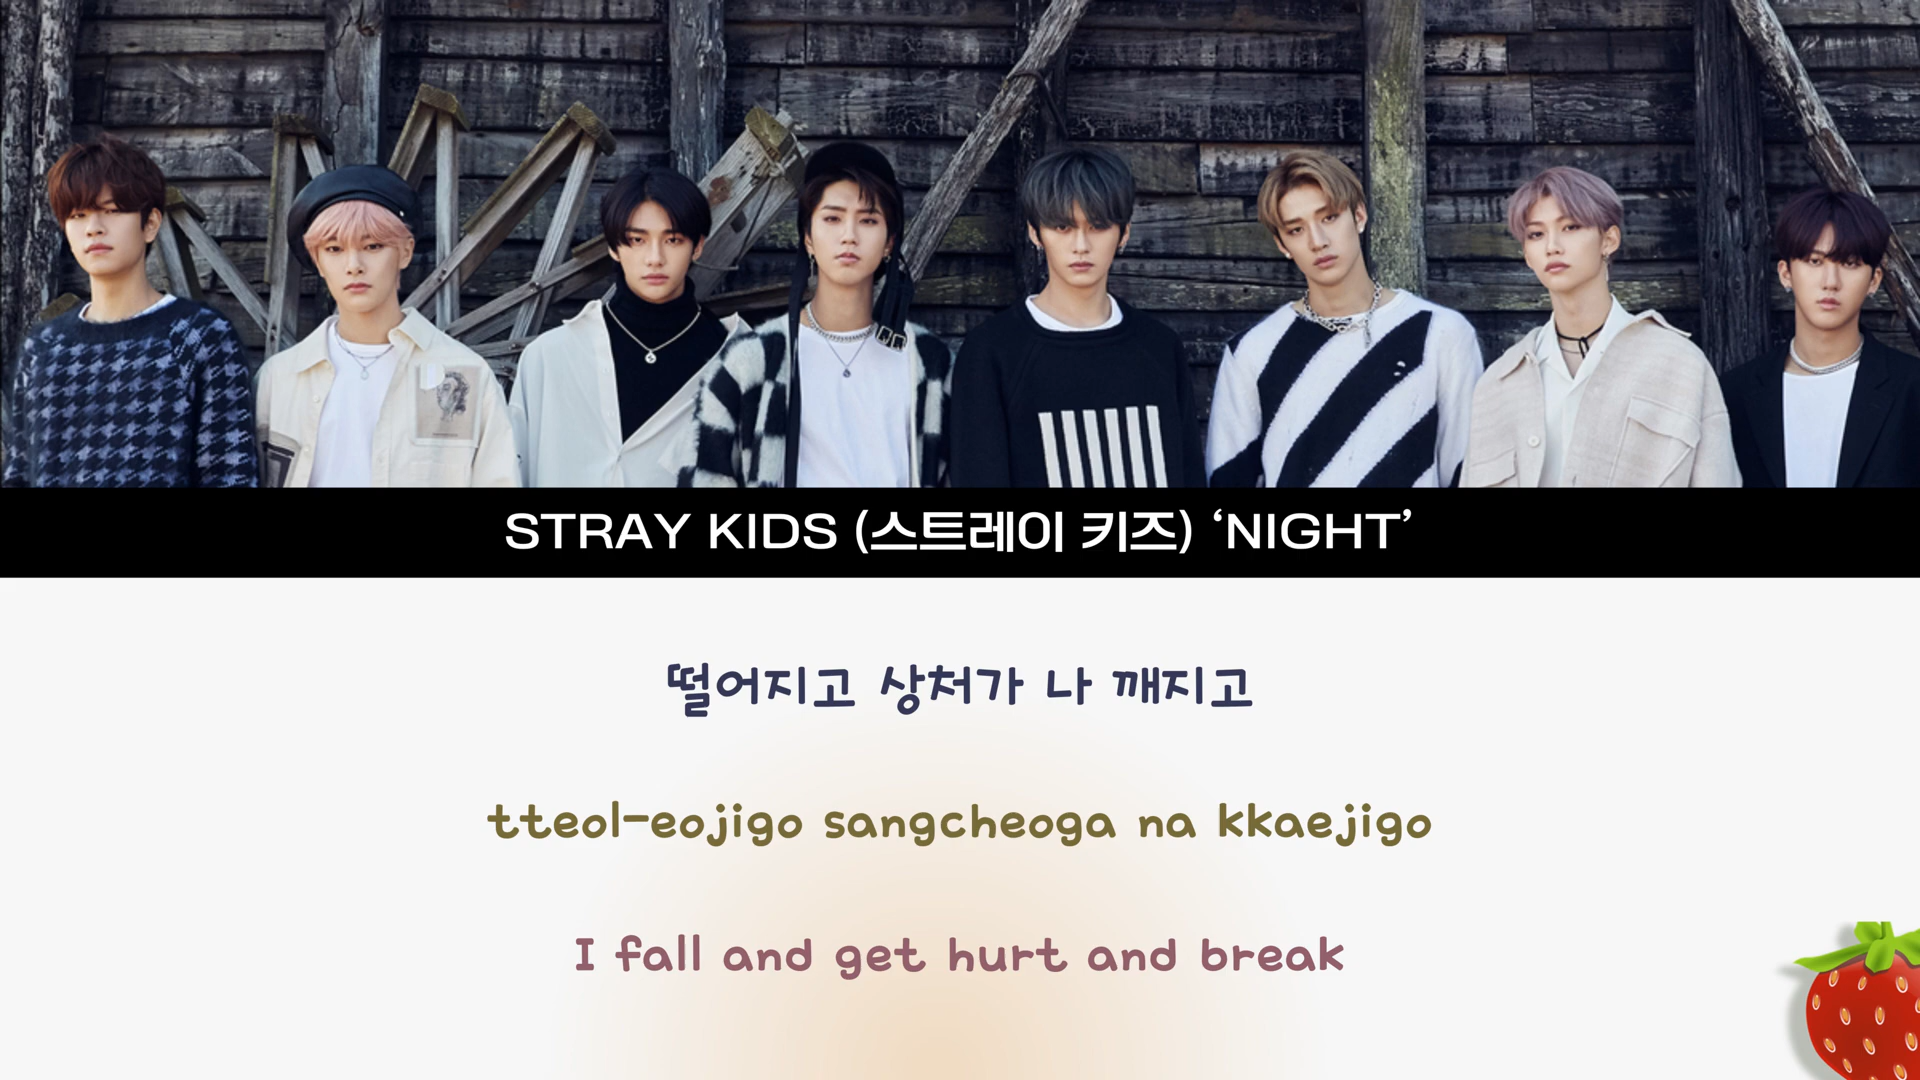 STRAY KIDS (스트레이 키즈) ‘NIGHT’
떨어지고 상처가 나 깨지고
tteol-eojigo sangcheoga na kkaejigo
I fall and get hurt and break